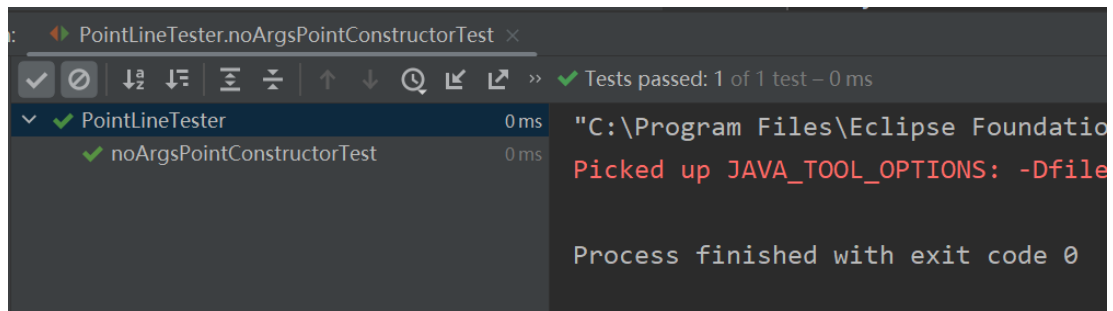 PointLineTester.noArgsPointConstructorTest
Tests passed: 1 of 1 test – 0 ms
PointLineTester 0 ms
noArgsPointConstructorTest 0 ms
"C:\Program Files\Eclipse Foundatio
Picked up JAVA_TOOL_OPTIONS: -Dfile
Process finished with exit code 0